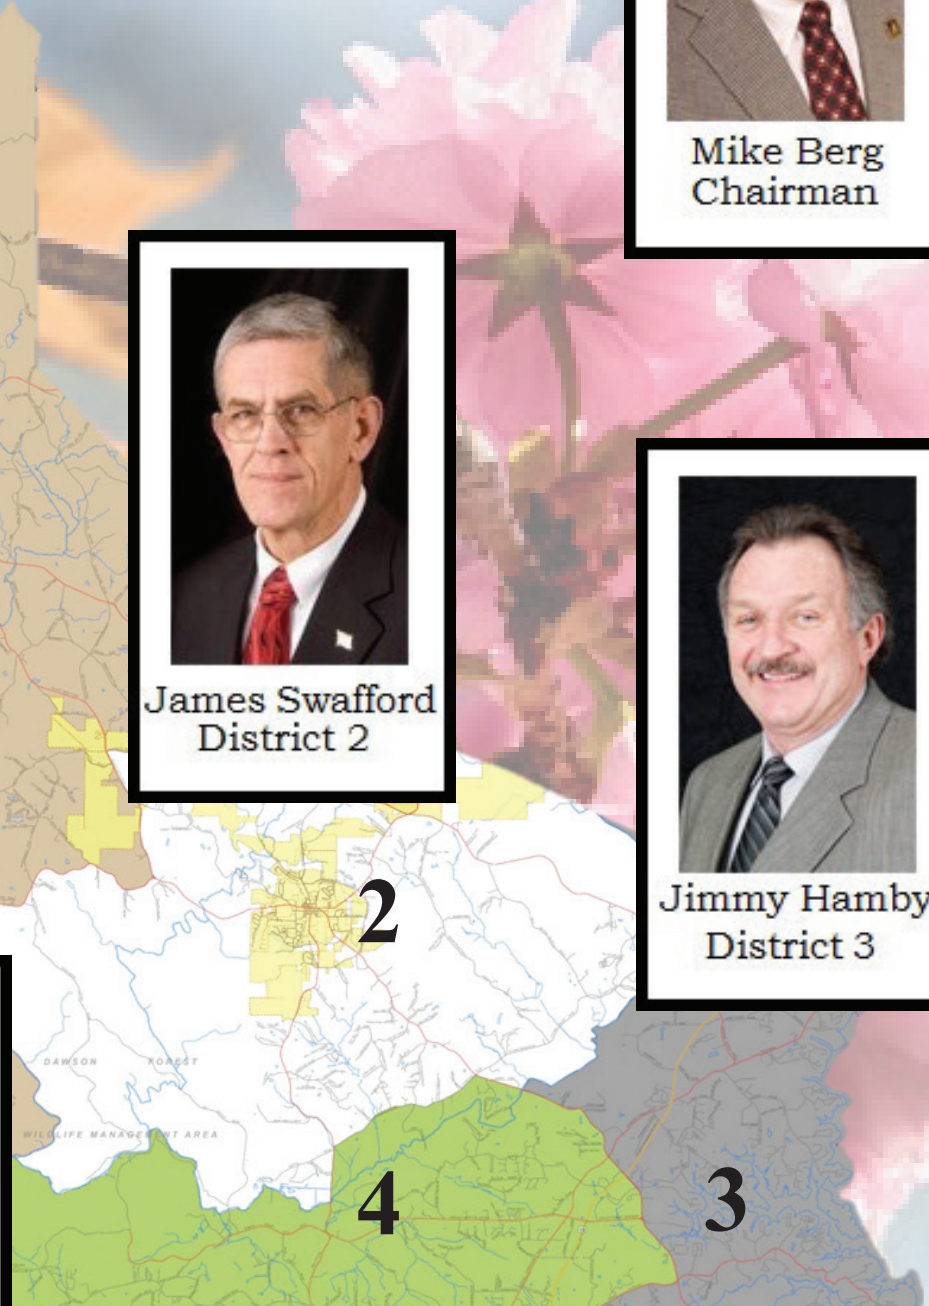 Mike Berg
Chairman
James Swafford
District 2
Jimmy Hamby
District 3
2
DAWSON FOREST
WILDLIFE MANAGEMENT AREA
4
3